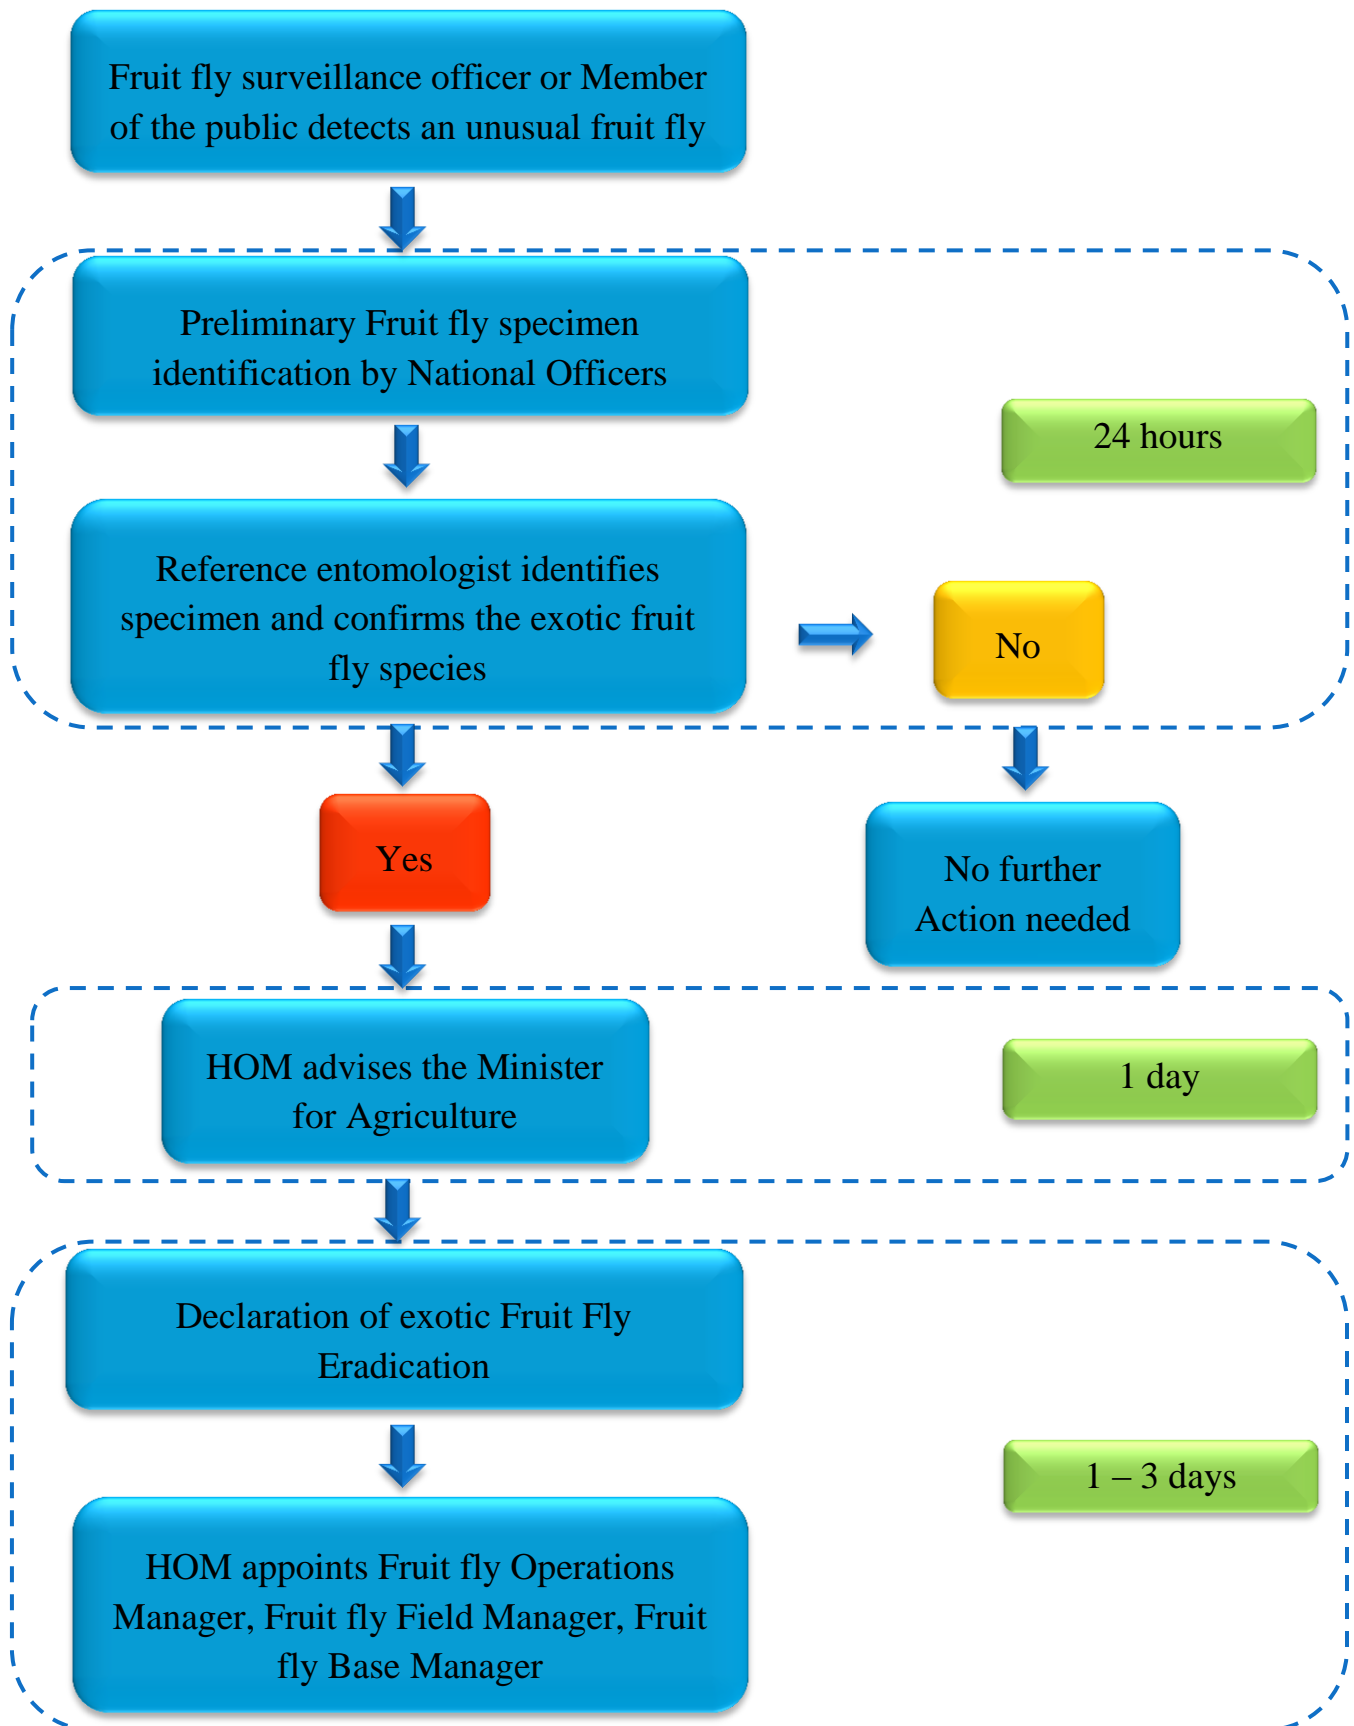 Fruit fly surveillance officer or Member
of the public detects an unusual fruit fly
Preliminary Fruit fly specimen
identification by National Officers
24 hours
Reference entomologist identifies
specimen and confirms the exotic fruit
fly species
No
Yes
No further
Action needed
HOM advises the Minister
for Agriculture
1 day
Declaration of exotic Fruit Fly
Eradication
1 – 3 days
HOM appoints Fruit fly Operations
Manager, Fruit fly Field Manager, Fruit
fly Base Manager